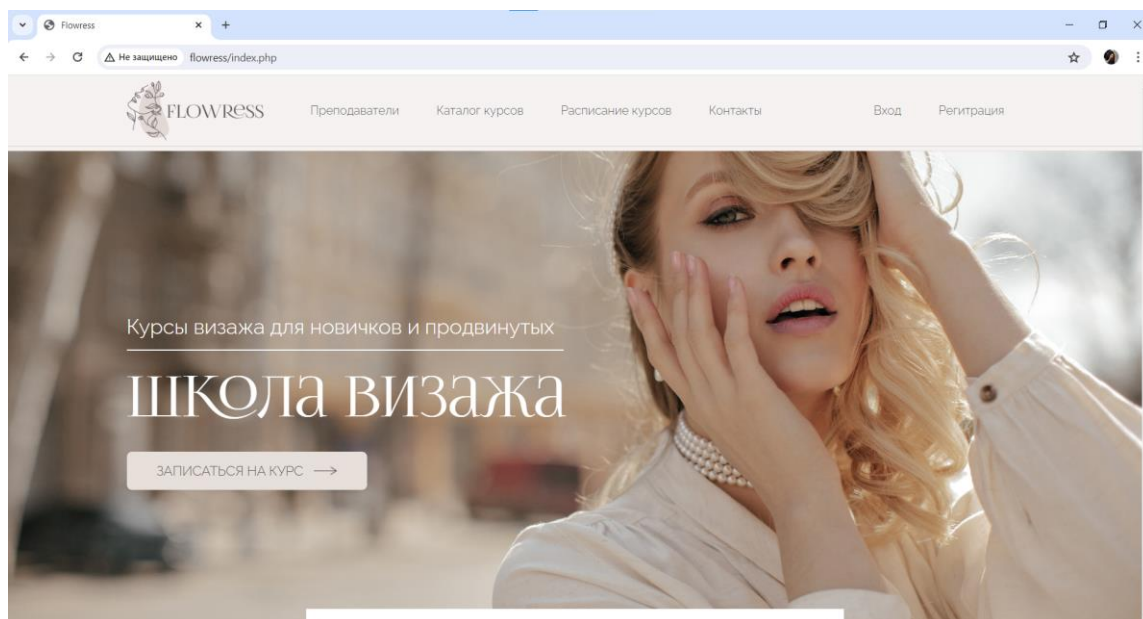 Flowress
Не защищено flowress/index.php
FLOWRESS Преподаватели Каталог курсов Расписание курсов Контакты Вход Регитрация
Курсы визажа для новичков и продвинутых
школа визажа
ЗАПИСАТЬСЯ НА КУРС